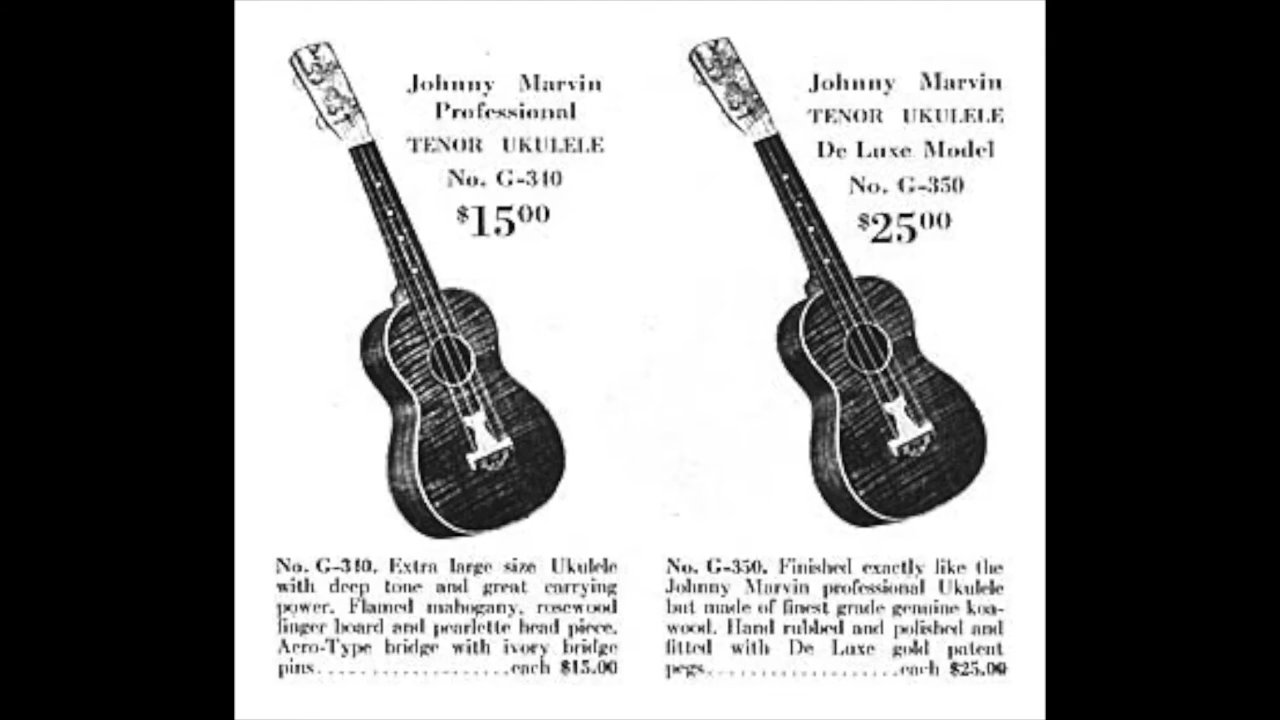 Johnny Marvin
Professional
TENOR UKULELE
No. G-340
$1500
Johnny Marvin
TENOR UKULELE
De Luxe Model
No. G-350
$2500
No. G-340. Extra large size Ukulele
with deep tone and great carrying
power. Flamed mahogany, rosewood
finger board and pearlette head piece.
Aero-Type bridge with ivory bridge
pins......................each $15.00
No. G-350. Finished exactly like the
Johnny Marvin professional Ukulele
but made of finest grade genuine koa-
wood. Hand rubbed and polished and
fitted with De Luxe gold patent
pegs......................each $25.00